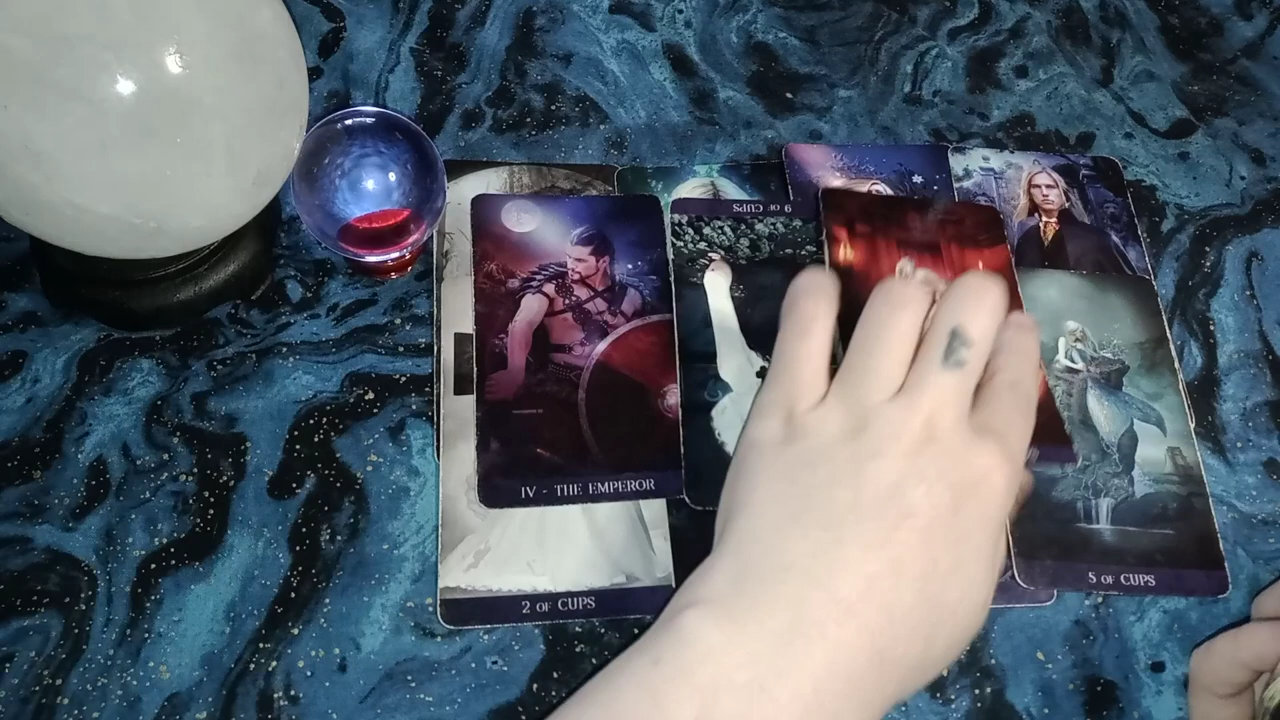 9 OF CUPS
IV - THE EMPEROR
5 OF CUPS
2 OF CUPS